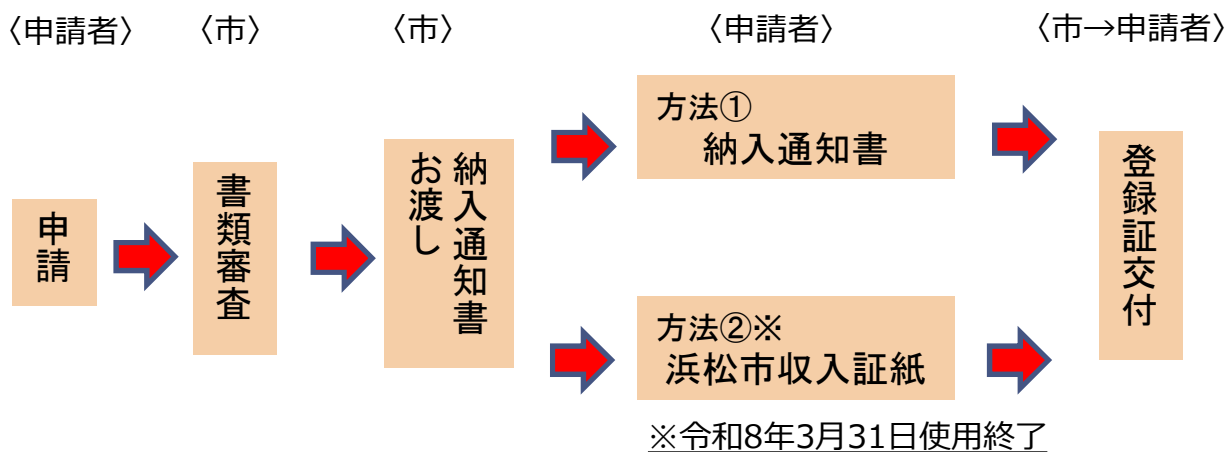 〈申請者〉
〈市〉
〈市〉
〈申請者〉
〈市→申請者〉
申請
書類審査
納入通知書
お渡し
方法①
納入通知書
方法②※
浜松市収入証紙
※令和8年3月31日使用終了
登録証交付